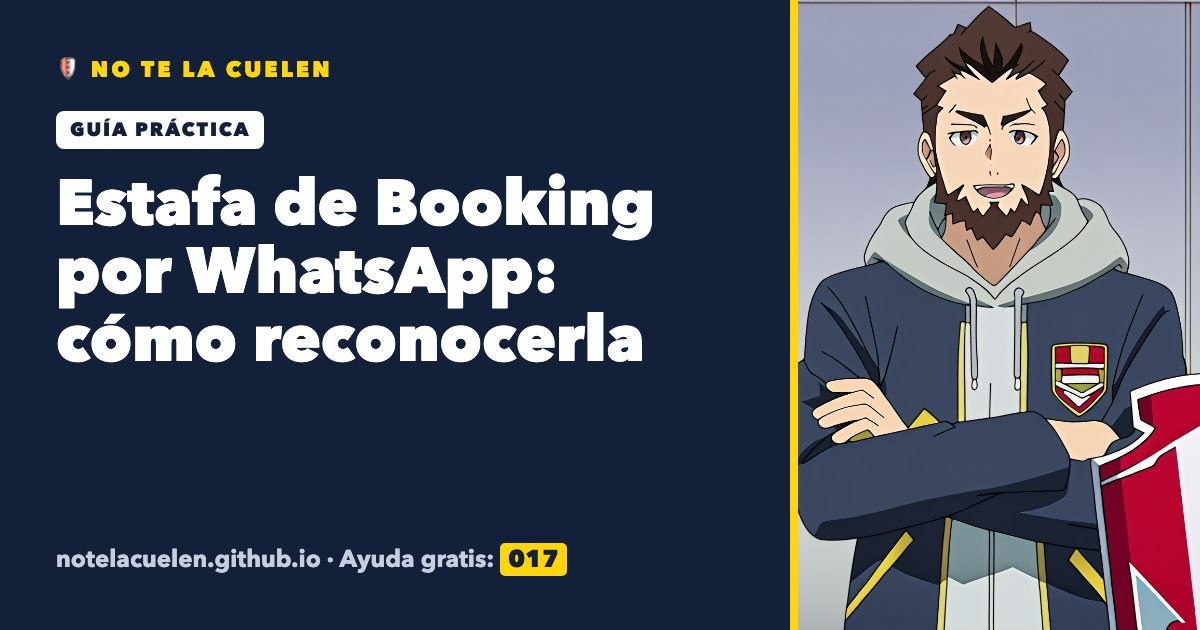 NO TE LA CUELEN
GUÍA PRÁCTICA
Estafa de Booking
por WhatsApp:
cómo reconocerla
notelacuelen.github.io · Ayuda gratis: 017